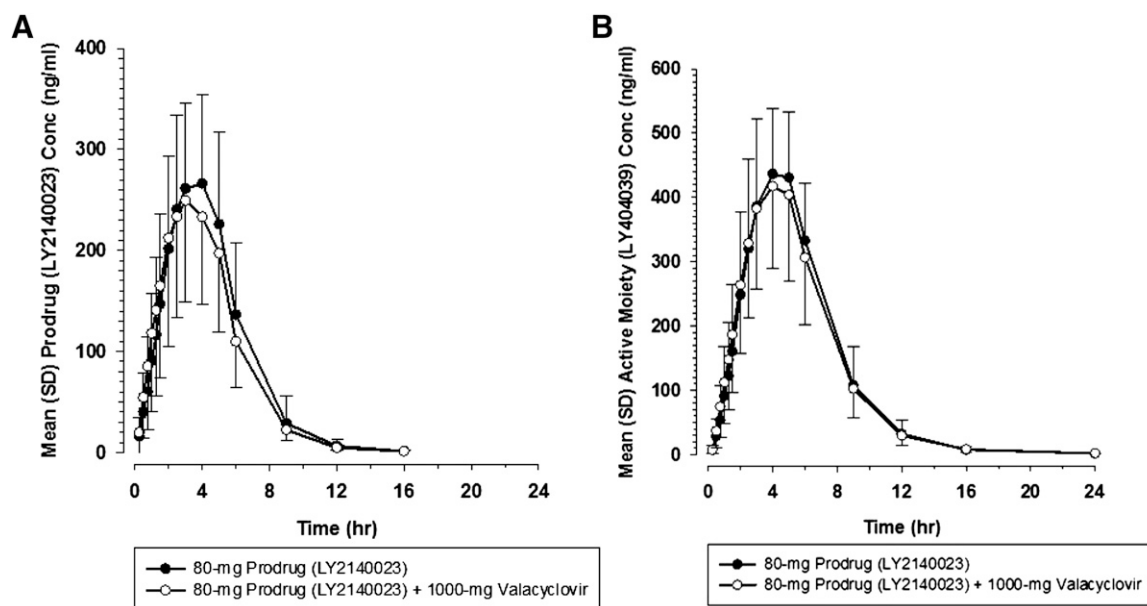 A
Mean (SD) Prodrug (LY2140023) Conc (ng/ml)
400
300
200
100
0
0 4 8 12 16 20 24
Time (hr)
80-mg Prodrug (LY2140023)
80-mg Prodrug (LY2140023) + 1000-mg Valacyclovir
B
Mean (SD) Active Moiety (LY404039) Conc (ng/ml)
600
500
400
300
200
100
0
0 4 8 12 16 20 24
Time (hr)
80-mg Prodrug (LY2140023)
80-mg Prodrug (LY2140023) + 1000-mg Valacyclovir